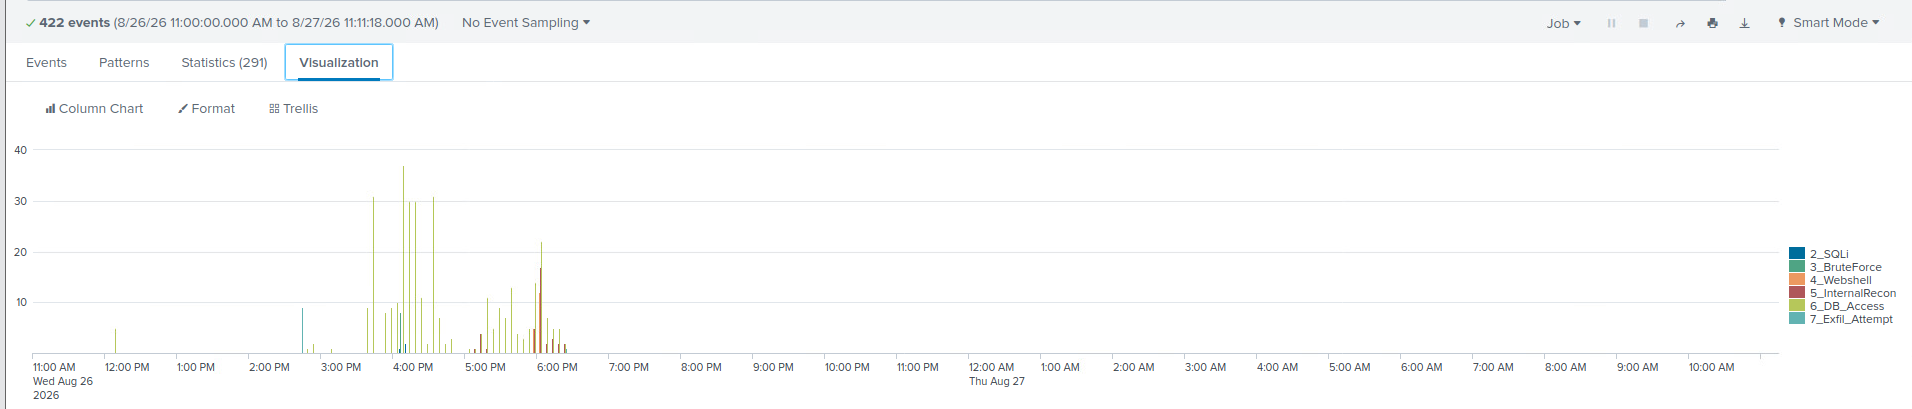 422 events (8/26/26 11:00:00.000 AM to 8/27/26 11:11:18.000 AM) No Event Sampling Job Smart Mode
Events Patterns Statistics (291) Visualization
Column Chart Format Trellis
40
30
20
10
2_SQLi
3_BruteForce
4_Webshell
5_InternalRecon
6_DB_Access
7_Exfil_Attempt
11:00 AM 12:00 PM 1:00 PM 2:00 PM 3:00 PM 4:00 PM 5:00 PM 6:00 PM 7:00 PM 8:00 PM 9:00 PM 10:00 PM 11:00 PM 12:00 AM 1:00 AM 2:00 AM 3:00 AM 4:00 AM 5:00 AM 6:00 AM 7:00 AM 8:00 AM 9:00 AM 10:00 AM
Wed Aug 26 Thu Aug 27
2026